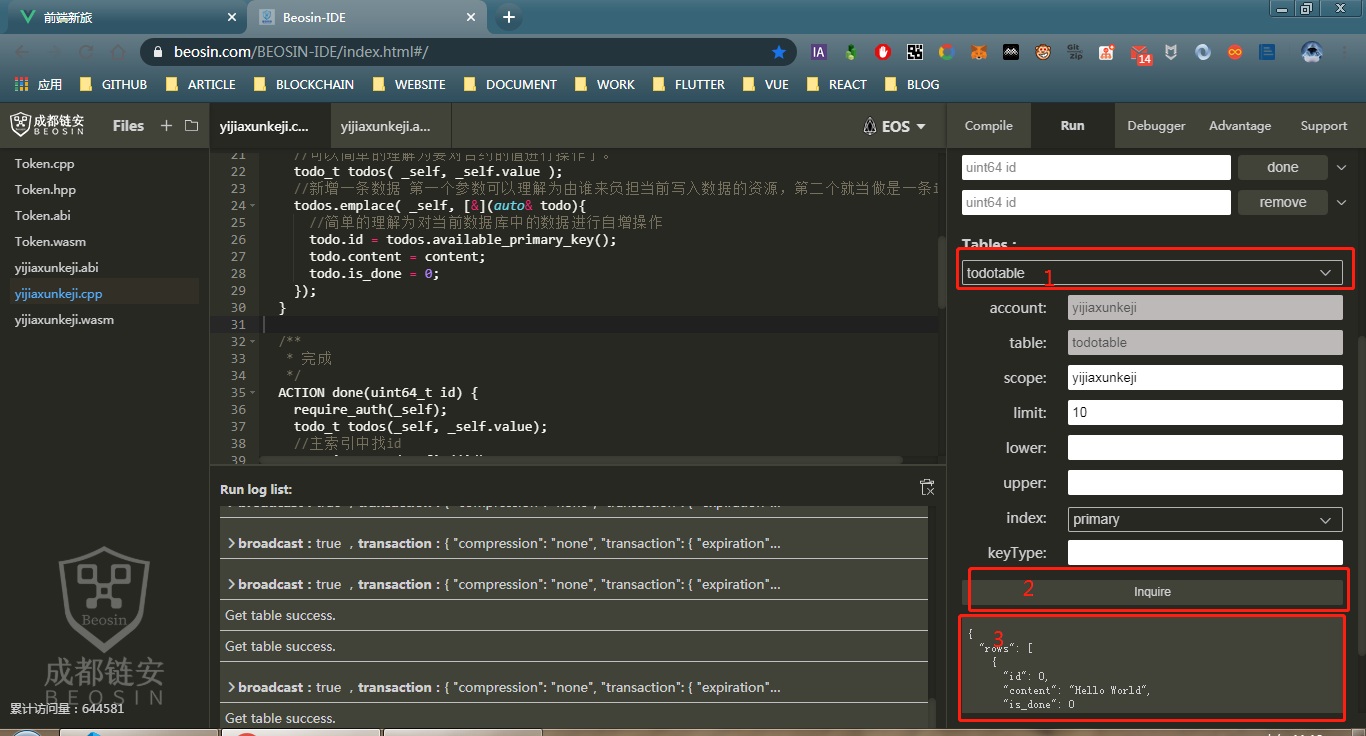 前端新旅
Beosin-IDE
beosin.com/BEOSIN-IDE/index.html#/
IA
Git
Zip
14
应用
GITHUB
ARTICLE
BLOCKCHAIN
WEBSITE
DOCUMENT
WORK
FLUTTER
VUE
REACT
BLOG
成都链安
BEOSIN
Files
yijiaxunkeji.c...
yijiaxunkeji.a...
EOS
Compile
Run
Debugger
Advantage
Support
Token.cpp
Token.hpp
Token.abi
Token.wasm
yijiaxunkeji.abi
yijiaxunkeji.cpp
yijiaxunkeji.wasm
Beosin
成都链安
BEOSIN
累计访问量：644581
21 //可以简单的理解为要对合约的值进行操作了。
22 todo_t todos( _self, _self.value );
23 //新增一条数据 第一个参数可以理解为由谁来负担当前写入数据的资源，第二个就当做是一条i
24 todos.emplace( _self, [&](auto& todo){
25 //简单的理解为对当前数据库中的数据进行自增操作
26 todo.id = todos.available_primary_key();
27 todo.content = content;
28 todo.is_done = 0;
29 });
30 }
31
32 /**
33 * 完成
34 */
35 ACTION done(uint64_t id) {
36 require_auth(_self);
37 todo_t todos(_self, _self.value);
38 //主索引中找id
39
Run log list:
broadcast : true , transaction : { "compression": "none", "transaction": { "expiration"...
broadcast : true , transaction : { "compression": "none", "transaction": { "expiration"...
broadcast : true , transaction : { "compression": "none", "transaction": { "expiration"...
Get table success.
Get table success.
broadcast : true , transaction : { "compression": "none", "transaction": { "expiration"...
Get table success.
uint64 id
done
uint64 id
remove
Tables :
todotable
1
account: yijiaxunkeji
table: todotable
scope: yijiaxunkeji
limit: 10
lower:
upper:
index: primary
keyType:
2
Inquire
3
{
"rows": [
{
"id": 0,
"content": "Hello World",
"is_done": 0